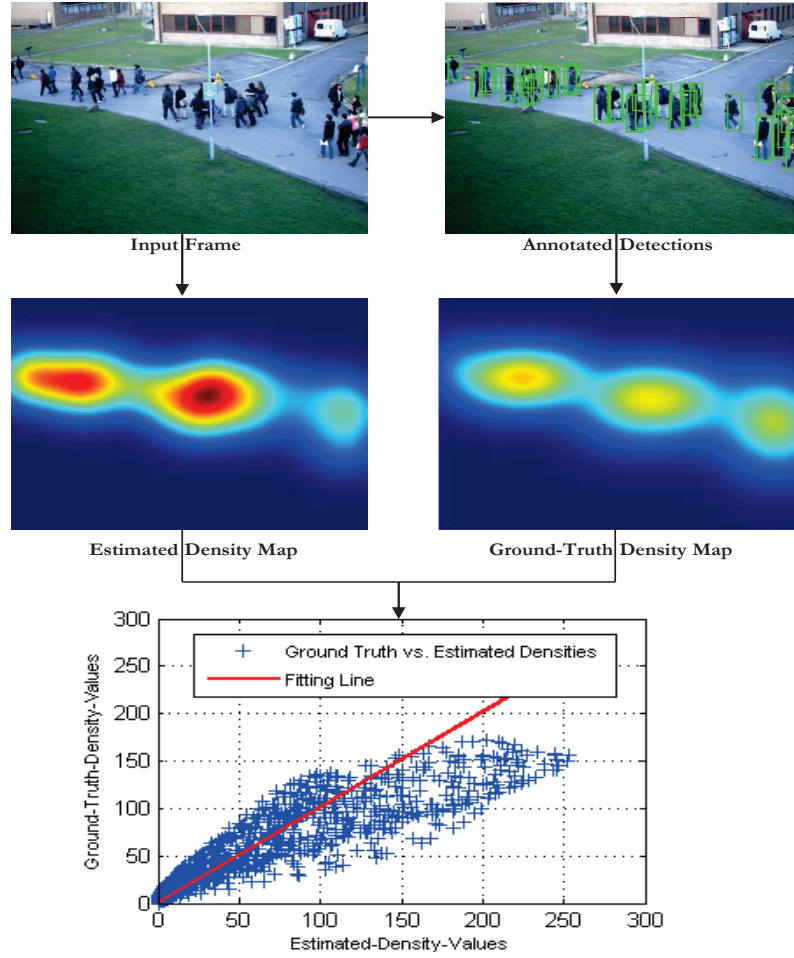 Input Frame
Annotated Detections
Estimated Density Map
Ground-Truth Density Map
300
250
200
150
100
50
0
Ground-Truth-Density-Values
Ground Truth vs. Estimated Densities
Fitting Line
0 50 100 150 200 250 300
Estimated-Density-Values